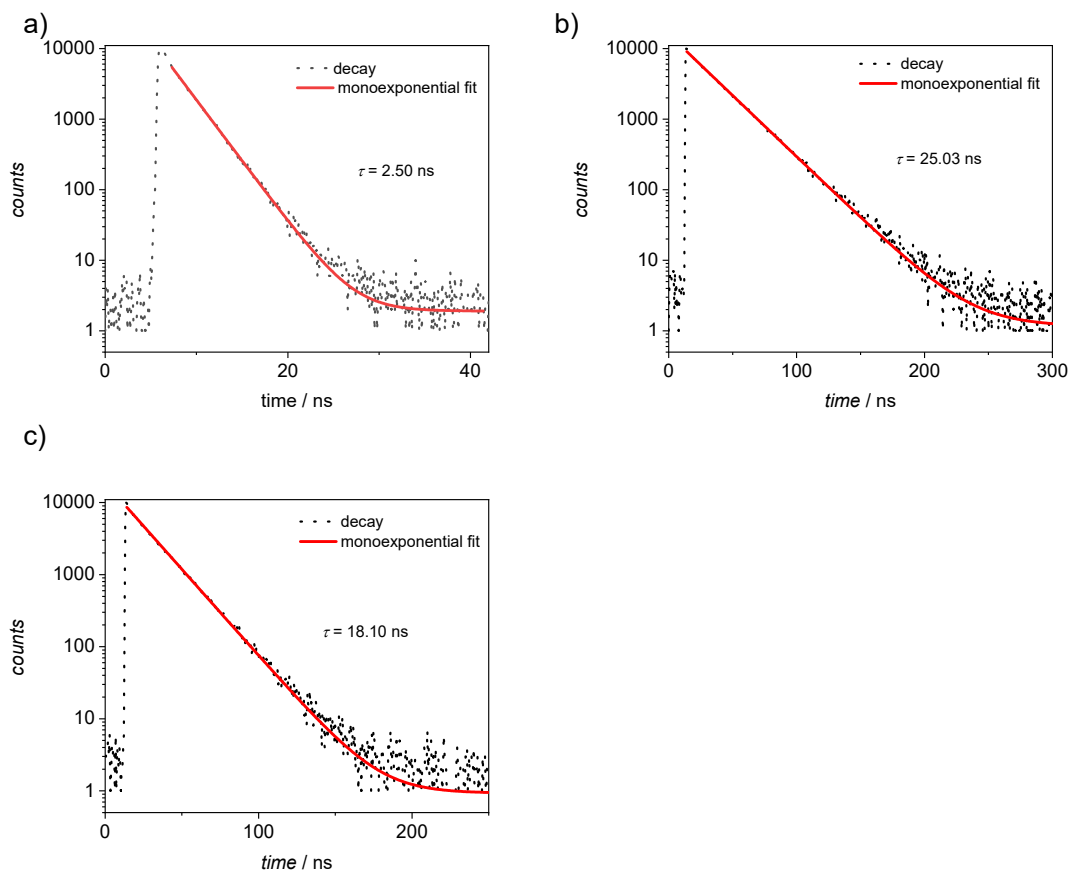 a)
10000
1000
100
10
1
counts
decay
monoexponential fit
τ = 2.50 ns
0
20
40
time / ns
b)
10000
1000
100
10
1
counts
decay
monoexponential fit
τ = 25.03 ns
0
100
200
300
time / ns
c)
10000
1000
100
10
1
counts
decay
monoexponential fit
τ = 18.10 ns
0
100
200
time / ns